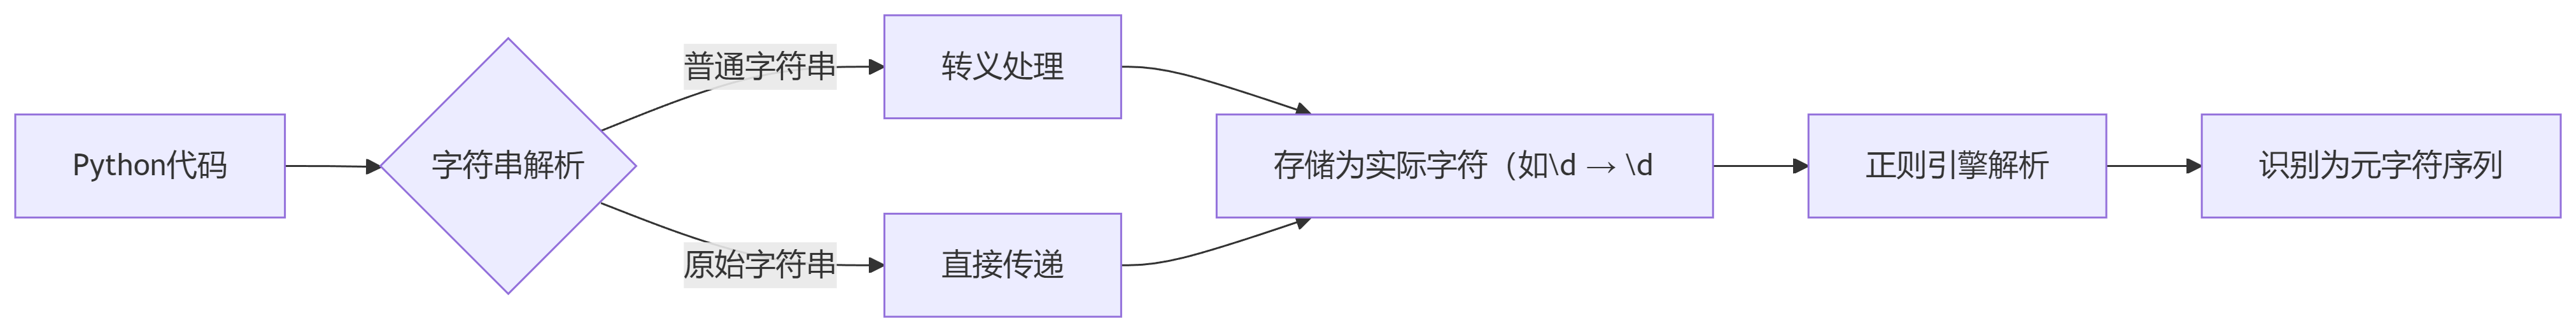 Python代码
字符串解析
普通字符串
原始字符串
转义处理
直接传递
存储为实际字符（如\d → \d
正则引擎解析
识别为元字符序列